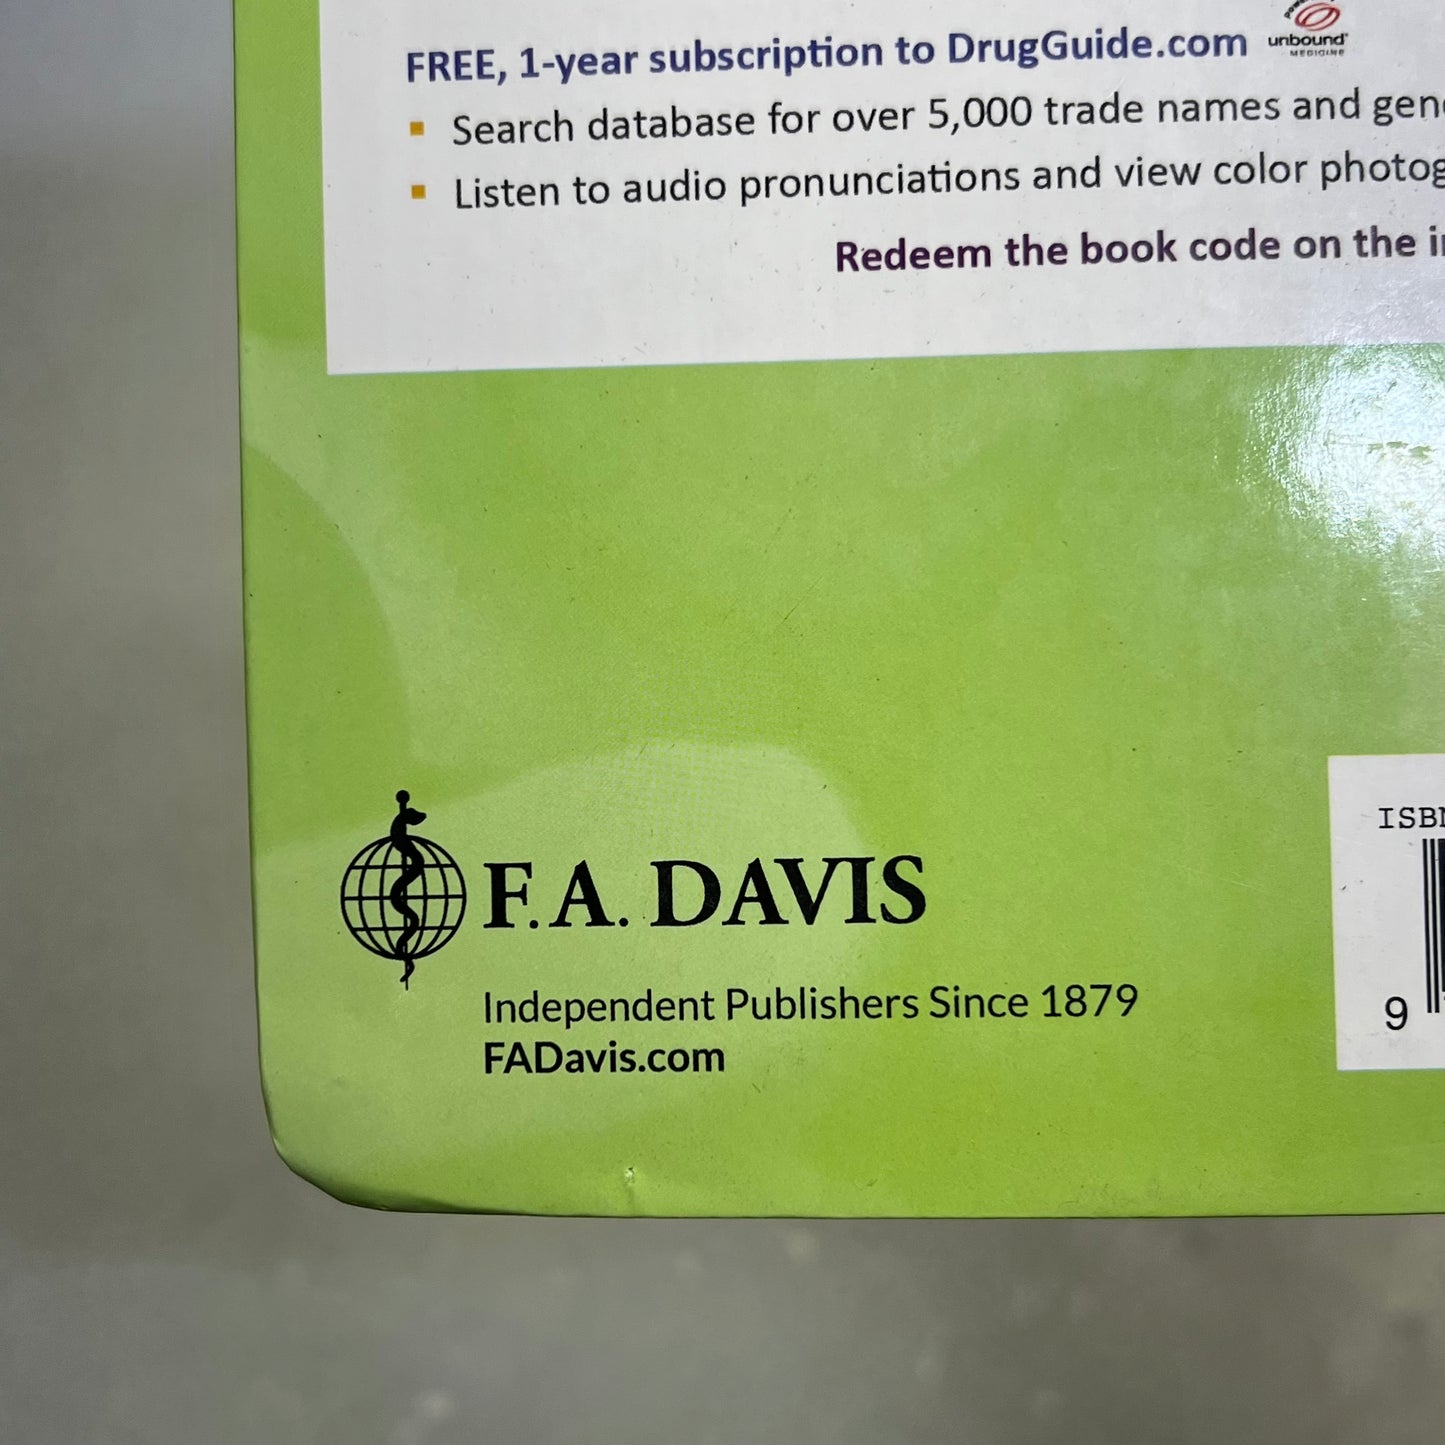 FREE, 1-year subscription to DrugGuide.com
unbound
MEDICINE
Search database for over 5,000 trade names and
Listen to audio pronunciations and view color
Redeem the book code on the
F.A. DAVIS
Independent Publishers Since 1879
FADavis.com
9